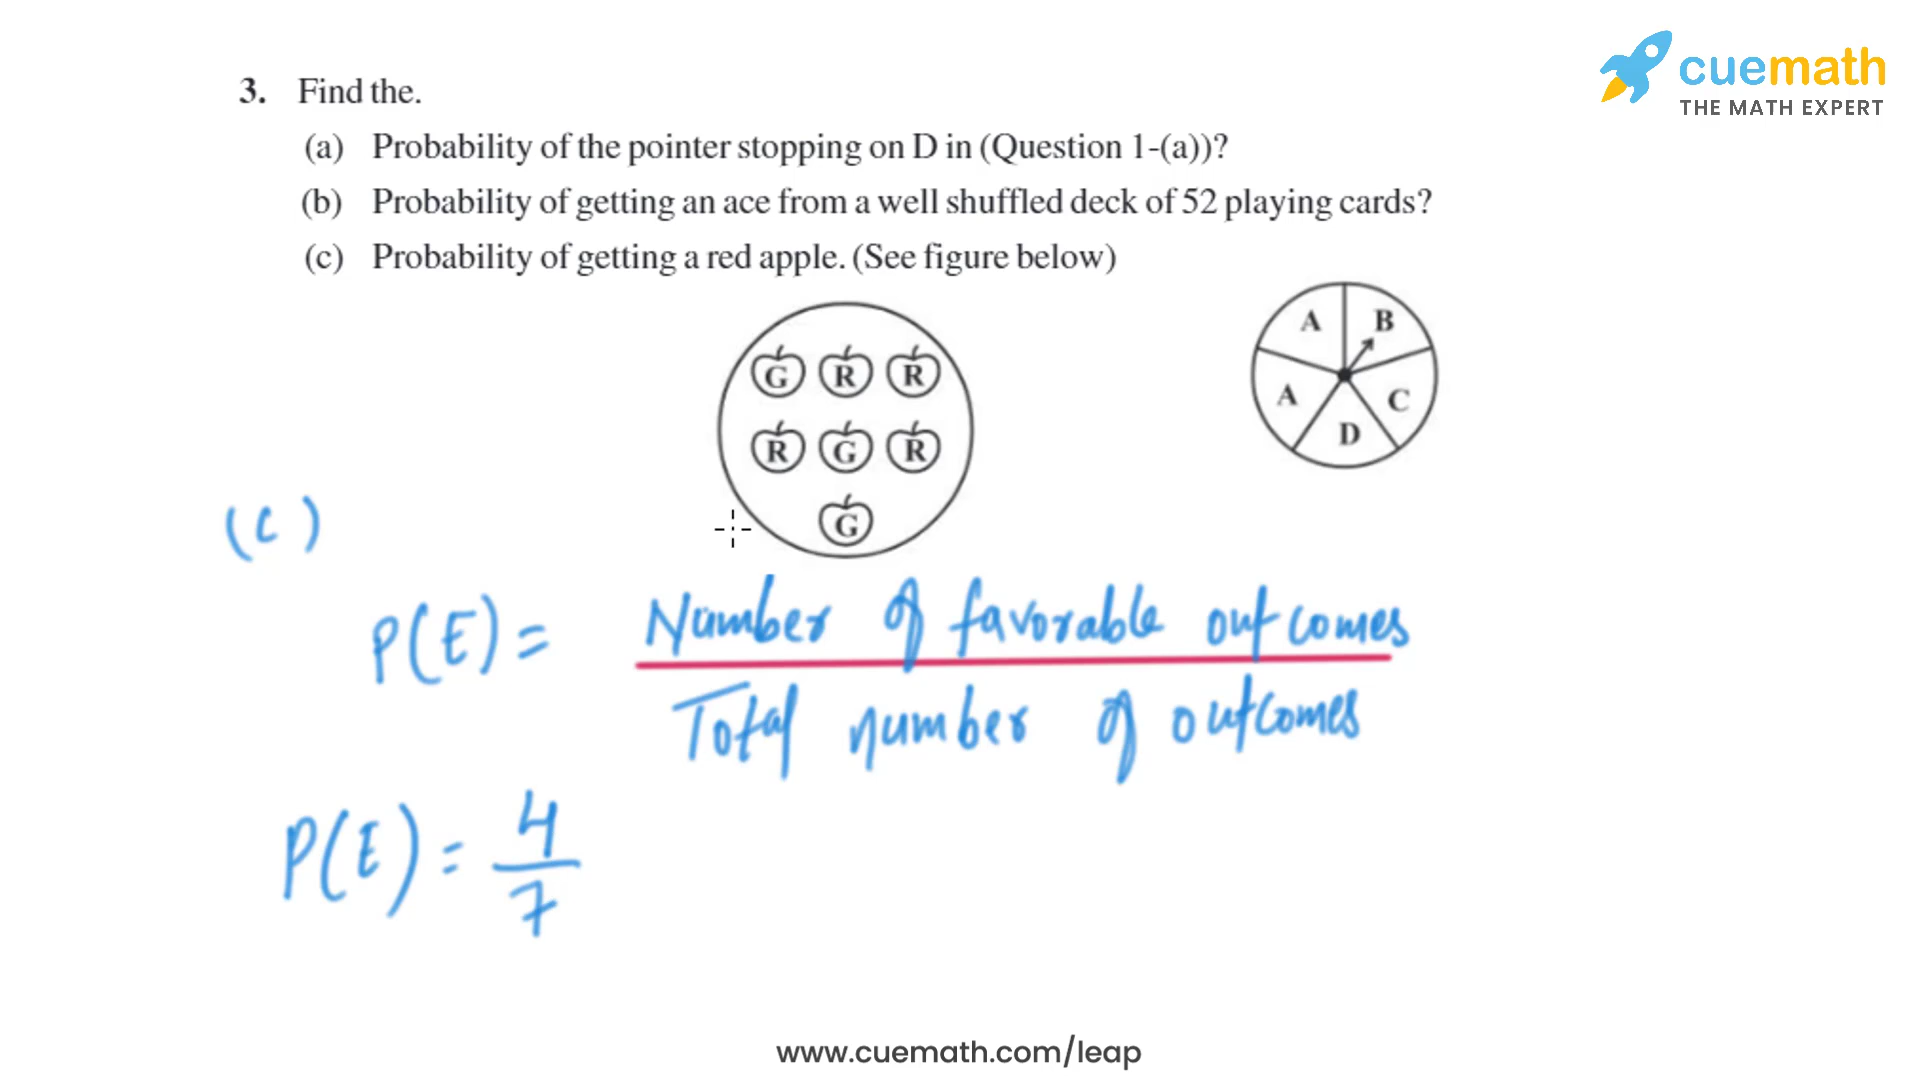 cuemath
THE MATH EXPERT
3. Find the.
(a) Probability of the pointer stopping on D in (Question 1-(a))?
(b) Probability of getting an ace from a well shuffled deck of 52 playing cards?
(c) Probability of getting a red apple. (See figure below)
G R R
R G R
G
A B
A C
D
(c)
P(E) = Number of favorable outcomes
Total number of outcomes
P(E) = 4
7
www.cuemath.com/leap